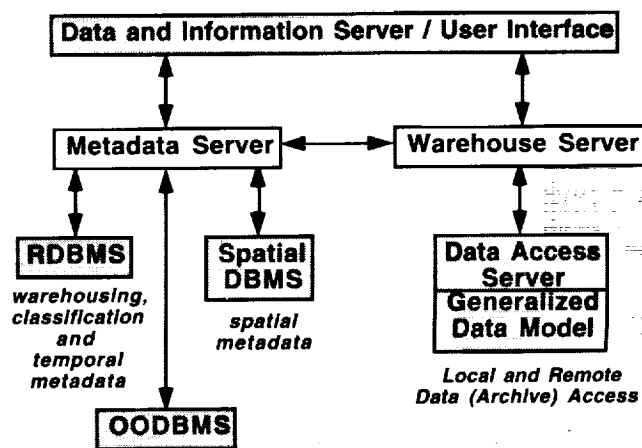 Data and Information Server / User Interface
Metadata Server
Warehouse Server
RDBMS
warehousing,
classification
and
temporal
metadata
Spatial
DBMS
spatial
metadata
Data Access
Server
Generalized
Data Model
Local and Remote
Data (Archive) Access
OODBMS